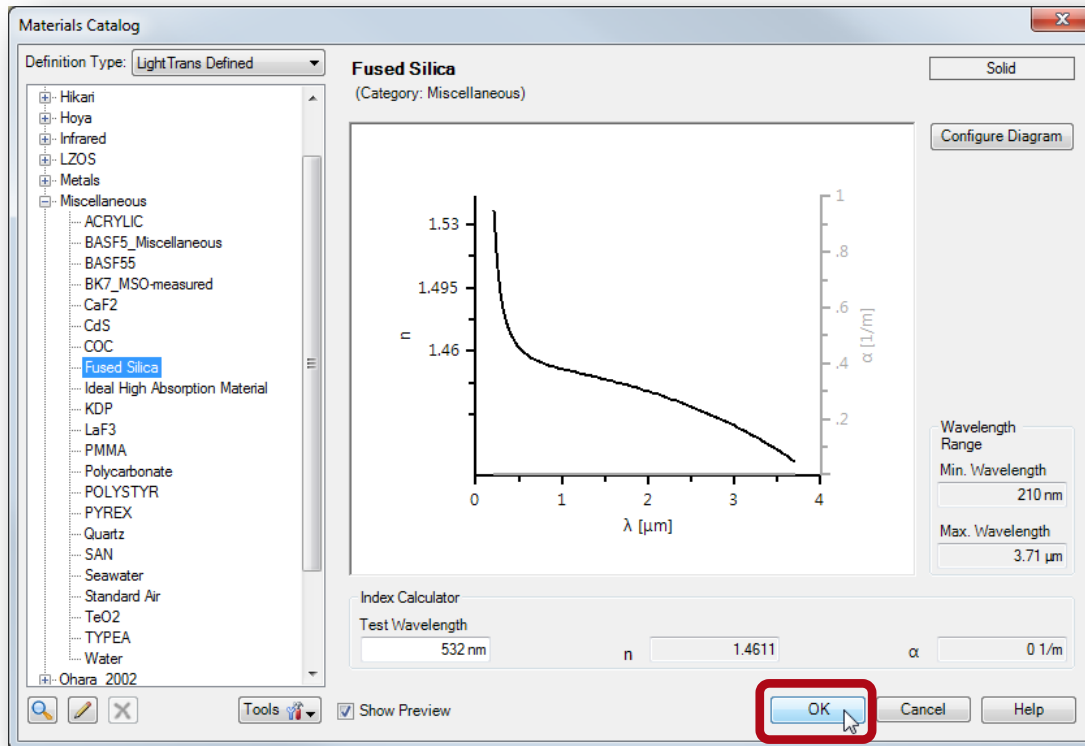 Materials Catalog
Definition Type: LightTrans Defined
Hikari
Hoya
Infrared
LZOS
Metals
Miscellaneous
ACRYLIC
BASF5_Miscellaneous
BASF55
BK7_MSO-measured
CaF2
CdS
COC
Fused Silica
Ideal High Absorption Material
KDP
LaF3
PMMA
Polycarbonate
POLYSTYR
PYREX
Quartz
SAN
Seawater
Standard Air
TeO2
TYPEA
Water
Ohara_2002
Tools
Fused Silica
(Category: Miscellaneous)
Solid
Configure Diagram
1.53
1.495
1.46
n
1
.8
.6
.4
.2
0
α [1/m]
0 1 2 3 4
λ [µm]
Wavelength
Range
Min. Wavelength
210 nm
Max. Wavelength
3.71 µm
Index Calculator
Test Wavelength
532 nm n 1.4611 α 0 1/m
Show Preview
OK Cancel Help